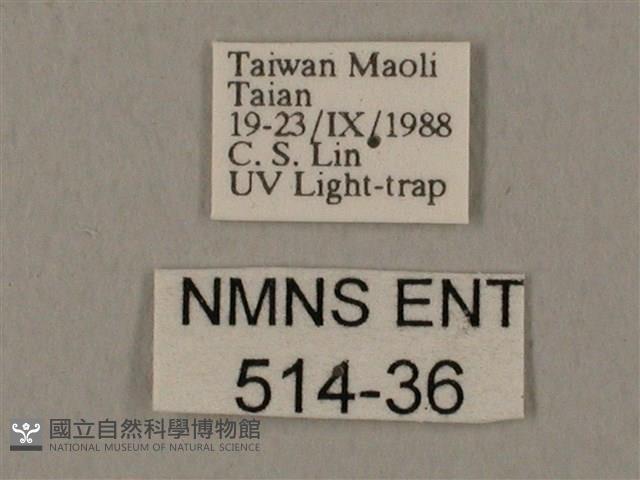 Taiwan Maoli
Taian
19-23/IX/1988
C. S. Lin
UV Light-trap
NMNS ENT
514-36
國立自然科學博物館
NATIONAL MUSEUM OF NATURAL SCIENCE